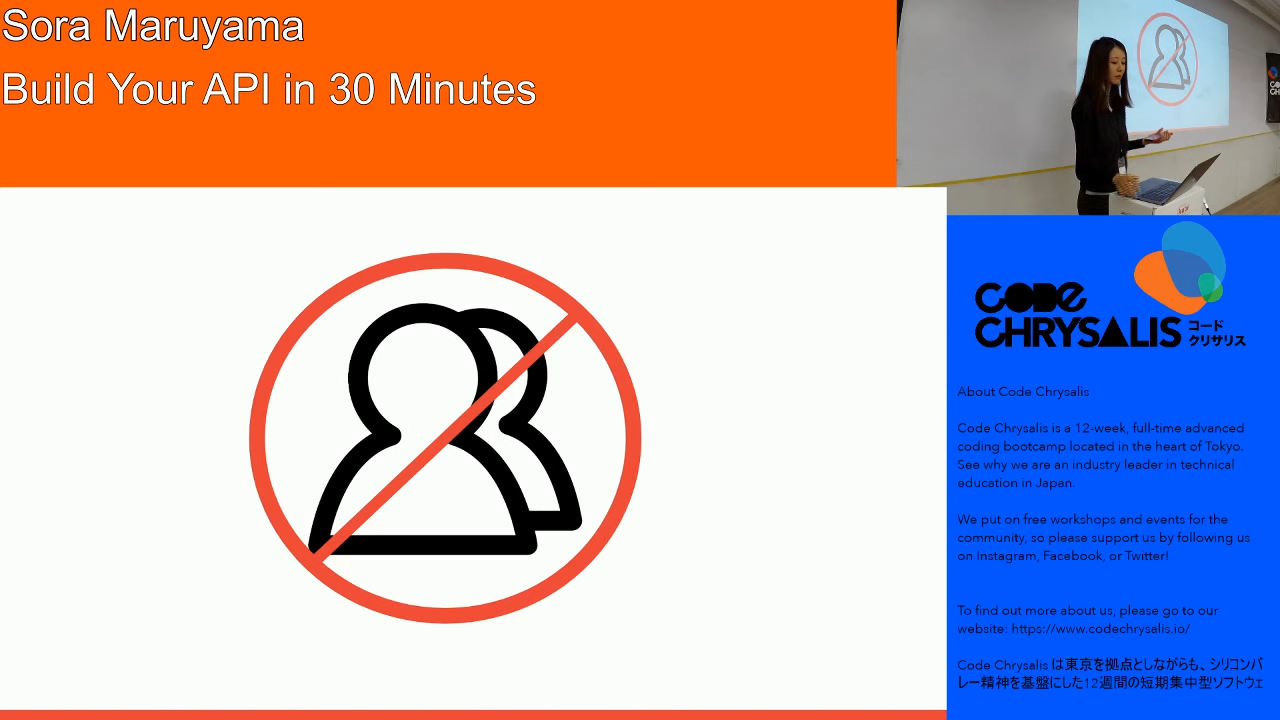 Sora Maruyama
Build Your API in 30 Minutes
CODE
CHRYSALIS
コード
クリサリス
About Code Chrysalis
Code Chrysalis is a 12-week, full-time advanced
coding bootcamp located in the heart of Tokyo.
See why we are an industry leader in technical
education in Japan.
We put on free workshops and events for the
community, so please support us by following us
on Instagram, Facebook, or Twitter!
To find out more about us, please go to our
website: https://www.codechrysalis.io/
Code Chrysalis は東京を拠点としながらも、シリコンバ
レー精神を基盤にした12週間の短期集中型ソフトウェ